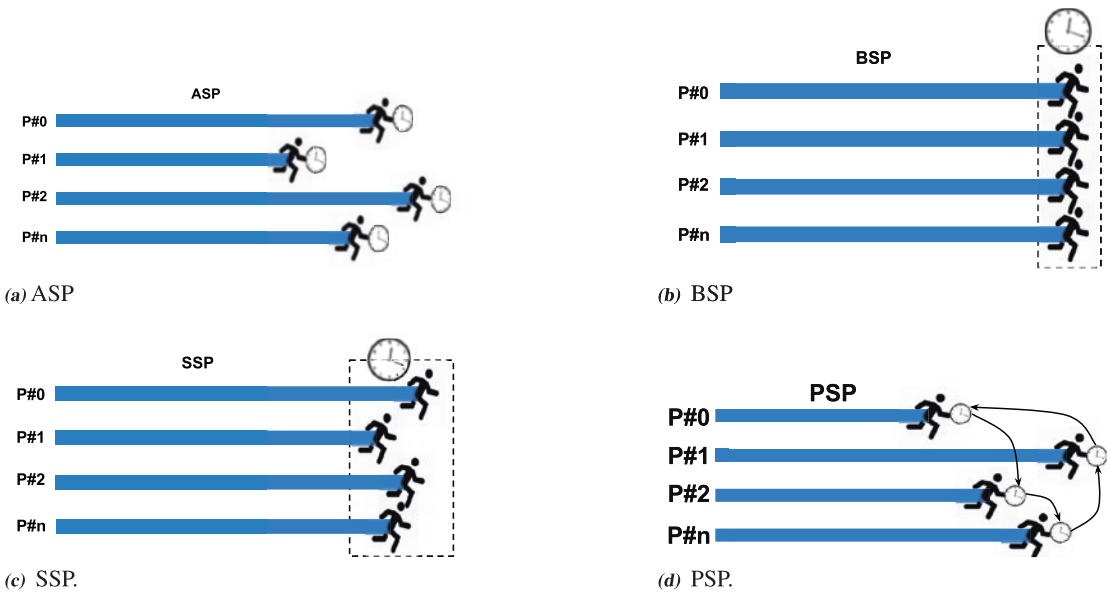 ASP
P#0
P#1
P#2
P#n
(a) ASP
BSP
P#0
P#1
P#2
P#n
(b) BSP
SSP
P#0
P#1
P#2
P#n
(c) SSP.
PSP
P#0
P#1
P#2
P#n
(d) PSP.